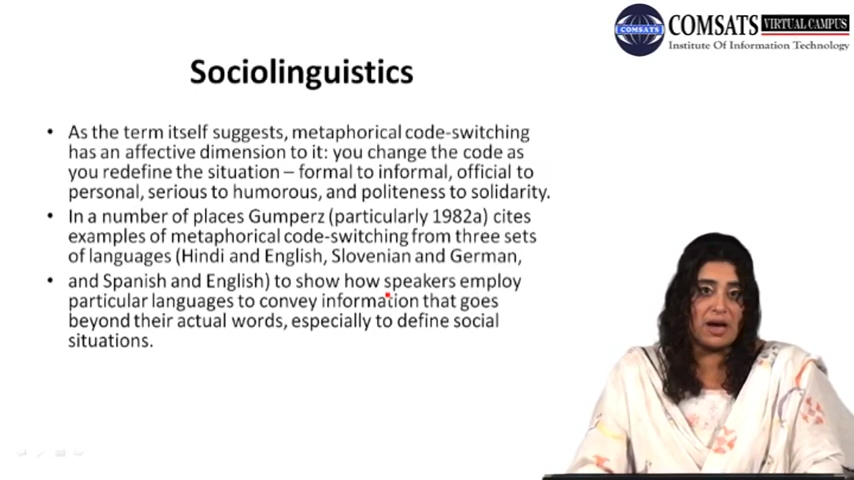 COMSATS
COMSATS VIRTUAL CAMPUS
Institute Of Information Technology
Sociolinguistics
• As the term itself suggests, metaphorical code-switching
has an affective dimension to it: you change the code as
you redefine the situation – formal to informal, official to
personal, serious to humorous, and politeness to solidarity.
• In a number of places Gumperz (particularly 1982a) cites
examples of metaphorical code-switching from three sets
of languages (Hindi and English, Slovenian and German,
• and Spanish and English) to show how speakers employ
particular languages to convey information that goes
beyond their actual words, especially to define social
situations.